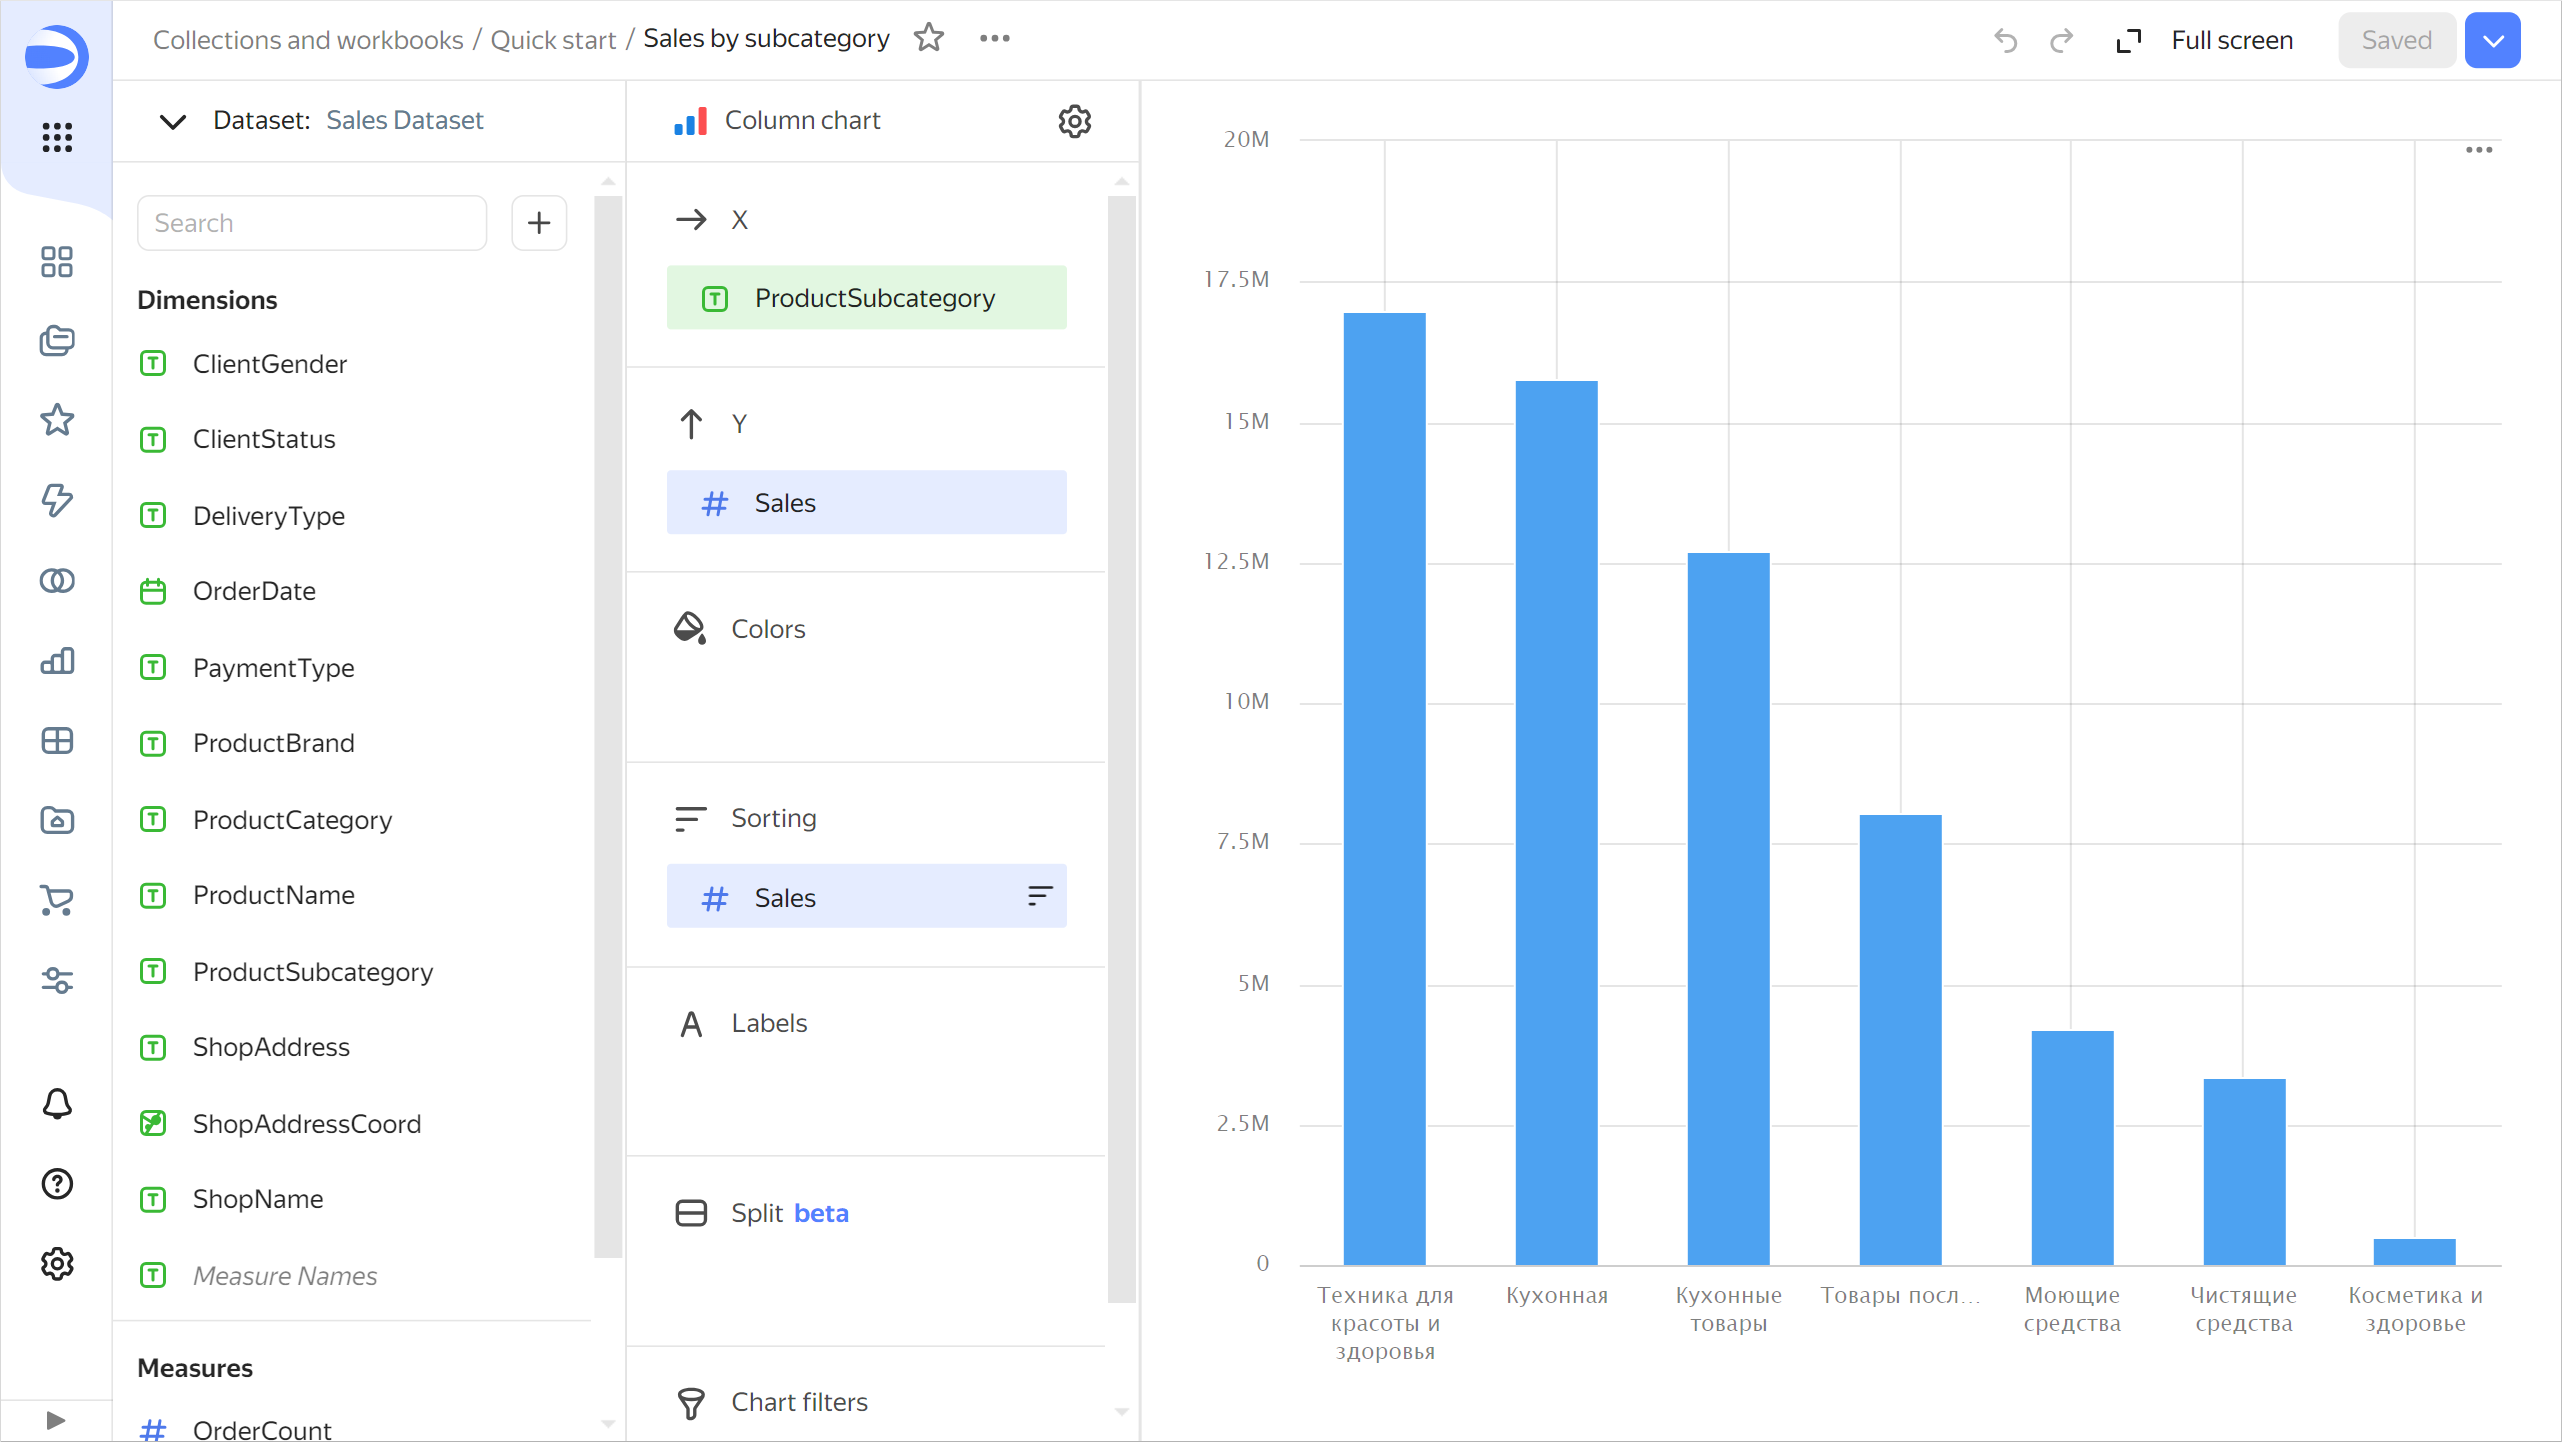 Collections and workbooks / Quick start / Sales by subcategory
Full screen
Saved
Dataset: Sales Dataset
Search
Dimensions
ClientGender
ClientStatus
DeliveryType
OrderDate
PaymentType
ProductBrand
ProductCategory
ProductName
ProductSubcategory
ShopAddress
ShopAddressCoord
ShopName
Measure Names
Measures
OrderCount
Column chart
X
ProductSubcategory
Y
Sales
Colors
Sorting
Sales
Labels
Split beta
Chart filters
20M
17.5M
15M
12.5M
10M
7.5M
5M
2.5M
0
Техника для
красоты и
здоровья
Кухонная
Кухонные
товары
Товары посл...
Моющие
средства
Чистящие
средства
Косметика и
здоровье